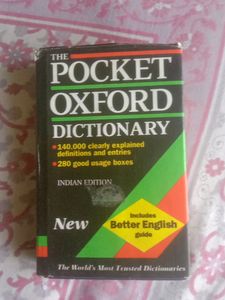 THE
POCKET
OXFORD
DICTIONARY
140,000 clearly explained
definitions and entries
280 good usage boxes
INDIAN EDITION
New
Includes
Better English
guide
The World's Most Trusted Dictionaries